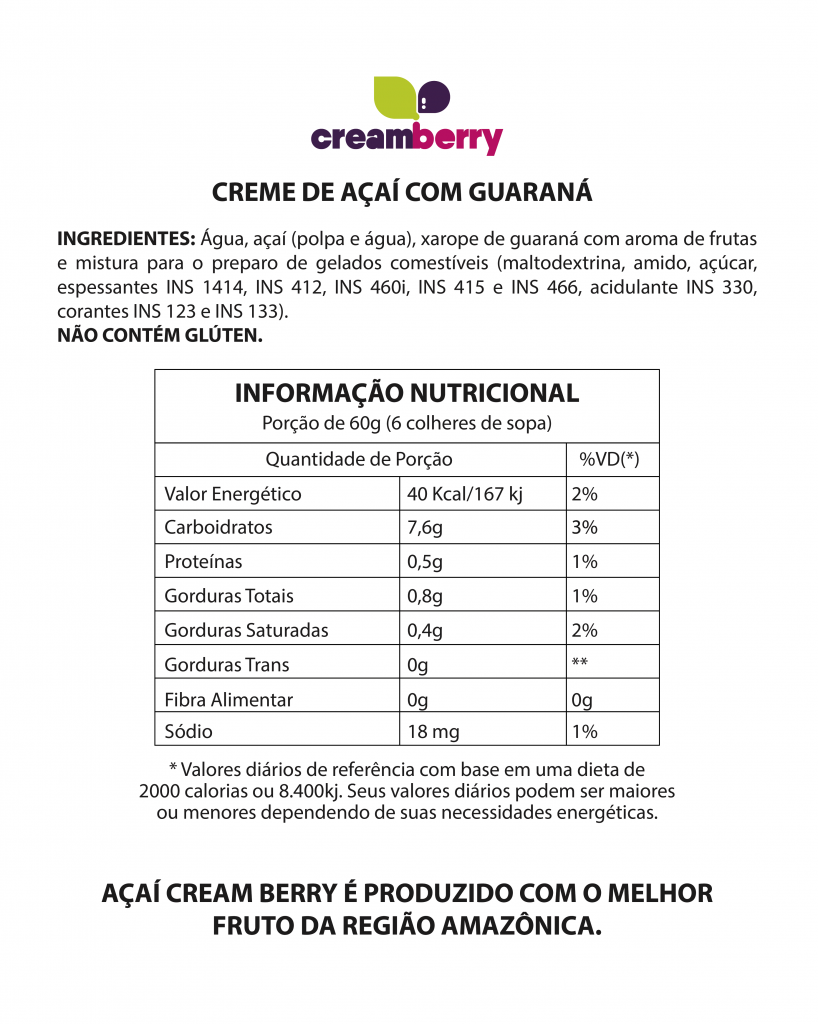 creamberry
CREME DE AÇAÍ COM GUARANÁ
INGREDIENTES: Água, açaí (polpa e água), xarope de guaraná com aroma de frutas
e mistura para o preparo de gelados comestíveis (maltodextrina, amido, açúcar,
espessantes INS 1414, INS 412, INS 460i, INS 415 e INS 466, acidulante INS 330,
corantes INS 123 e INS 133).
NÃO CONTÉM GLÚTEN.
INFORMAÇÃO NUTRICIONAL
Porção de 60g (6 colheres de sopa)
Quantidade de Porção %VD(*)
Valor Energético 40 Kcal/167 kj 2%
Carboidratos 7,6g 3%
Proteínas 0,5g 1%
Gorduras Totais 0,8g 1%
Gorduras Saturadas 0,4g 2%
Gorduras Trans 0g **
Fibra Alimentar 0g 0g
Sódio 18 mg 1%
* Valores diários de referência com base em uma dieta de
2000 calorias ou 8.400kj. Seus valores diários podem ser maiores
ou menores dependendo de suas necessidades energéticas.
AÇAÍ CREAM BERRY É PRODUZIDO COM O MELHOR
FRUTO DA REGIÃO AMAZÔNICA.